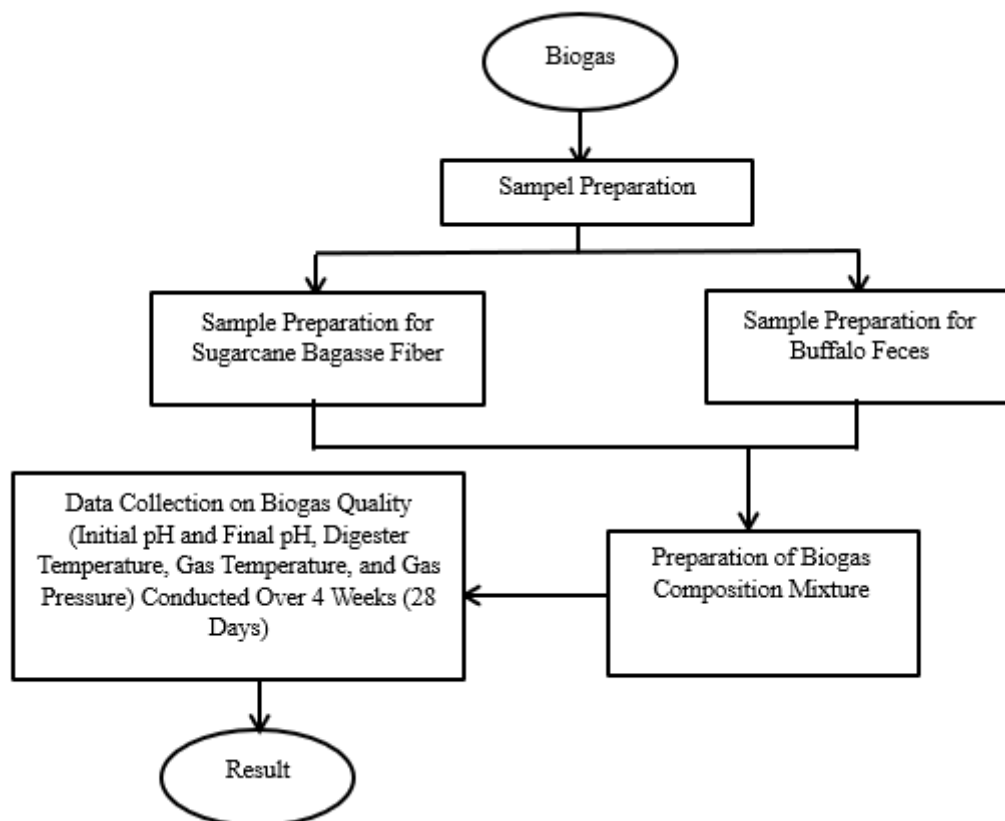 Biogas
Sampel Preparation
Sample Preparation for
Sugarcane Bagasse Fiber
Sample Preparation for
Buffalo Feces
Data Collection on Biogas Quality
(Initial pH and Final pH, Digester
Temperature, Gas Temperature, and Gas
Pressure) Conducted Over 4 Weeks (28
Days)
Preparation of Biogas
Composition Mixture
Result